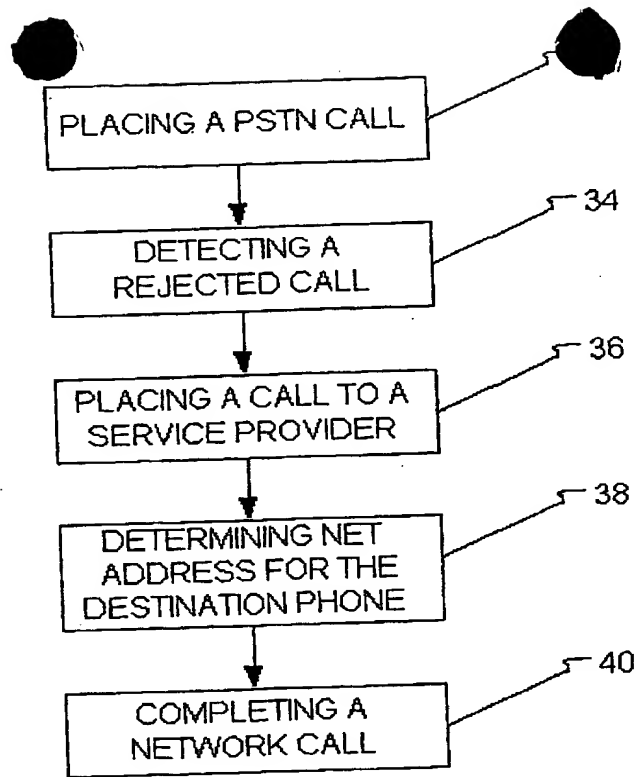 PLACING A PSTN CALL
34
DETECTING A
REJECTED CALL
36
PLACING A CALL TO A
SERVICE PROVIDER
38
DETERMINING NET
ADDRESS FOR THE
DESTINATION PHONE
40
COMPLETING A
NETWORK CALL